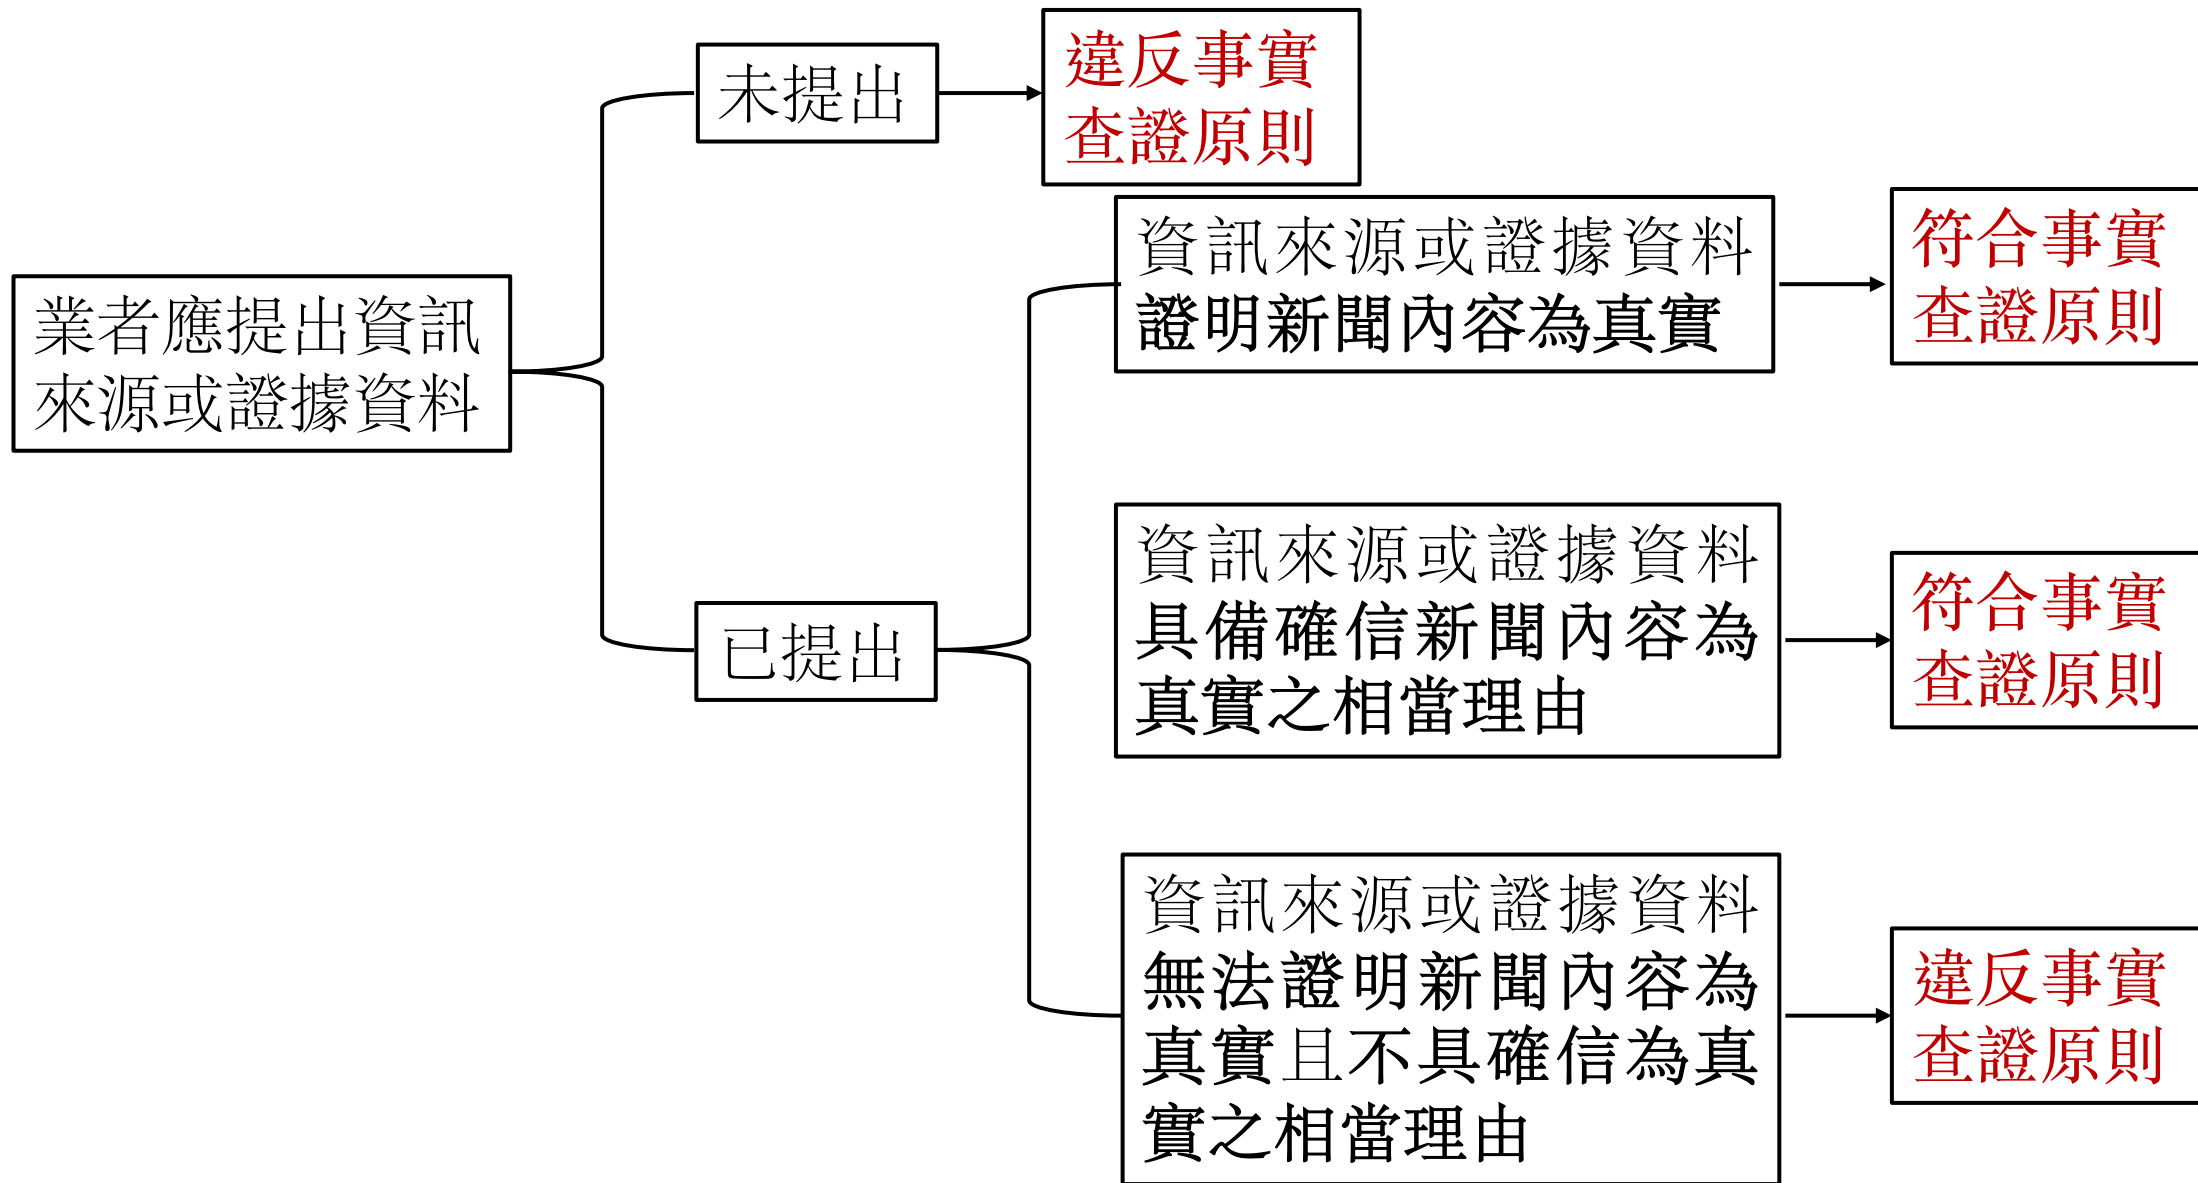 業者應提出資訊
來源或證據資料
未提出
違反事實
查證原則
已提出
資訊來源或證據資料
證明新聞內容為真實
符合事實
查證原則
資訊來源或證據資料
具備確信新聞內容為
真實之相當理由
符合事實
查證原則
資訊來源或證據資料
無法證明新聞內容為
真實且不具確信為真
實之相當理由
違反事實
查證原則